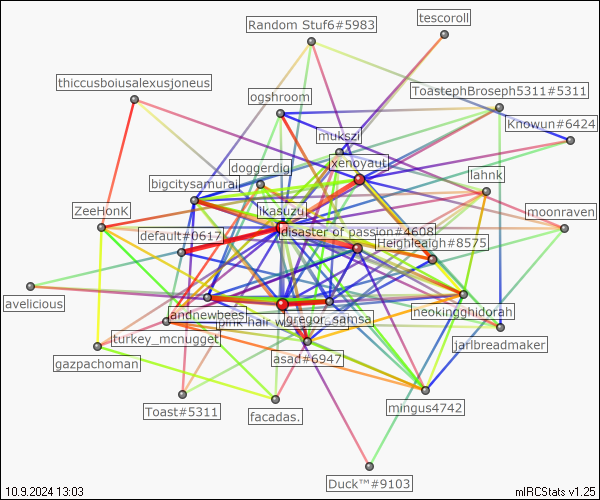 tescoroll
Random Stuf6#5983
thiccusboiusalexusjoneus
ToastephBroseph5311#5311
ogshroom
Knowun#6424
mukszi
xenoyaut
doggerdig
lahnk
bigcitysamurai
ZeeHonK
ikasuzu
moonraven
disaster of passion#4608
default#0617
Heighleaigh#8575
avelicious
andnewbees
pink hair w
gregor_samsa
neokingghidorah
turkey_mcnugget
jarlbreadmaker
asad#6947
gazpachoman
Toast#5311
facadas.
mingus4742
Duck™#9103
10.9.2024 13:03
mIRCStats v1.25